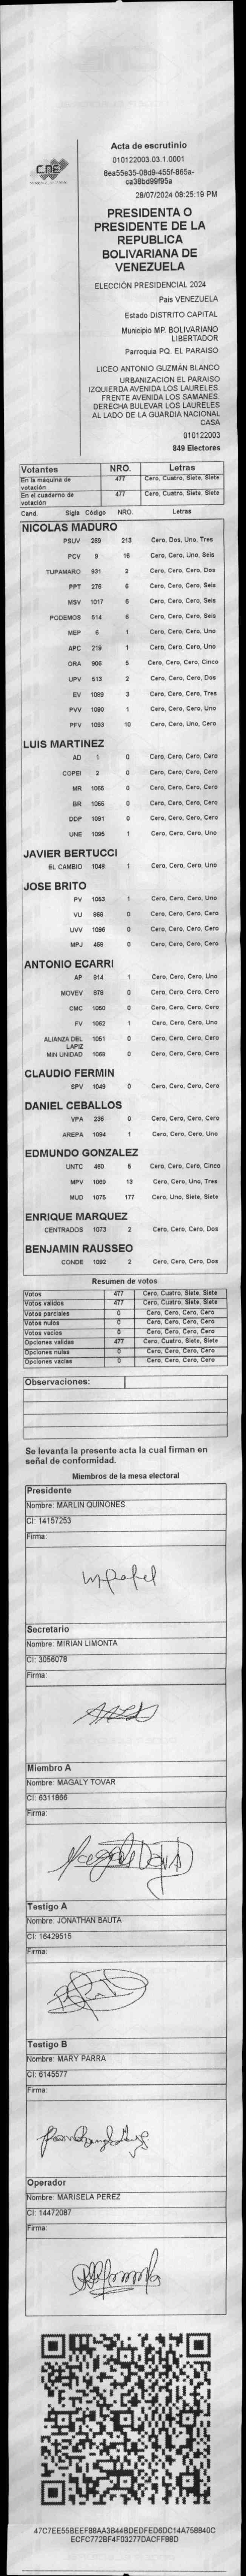 CNE
Acta de escrutinio
010122003.03.1.0001
8ea55e35-08d9-455f-865a-
ca38bd99f95a
28/07/2024 08:25:19 PM
PRESIDENTA O
PRESIDENTE DE LA
REPUBLICA
BOLIVARIANA DE
VENEZUELA
ELECCIÓN PRESIDENCIAL 2024
Pais VENEZUELA
Estado DISTRITO CAPITAL
Municipio MP. BOLIVARIANO
LIBERTADOR
Parroquia PQ. EL PARAISO
LICEO ANTONIO GUZMÁN BLANCO
URBANIZACION EL PARAISO
IZQUIERDA AVENIDA LOS LAURELES.
FRENTE AVENIDA LOS SAMANES.
DERECHA BULEVAR LOS LAURELES
AL LADO DE LA GUARDIA NACIONAL
CASA
010122003
849 Electores
Votantes NRO. Letras
En la máquina de votación 477 Cero, Cuatro, Siete, Siete
En el cuaderno de votación 477 Cero, Cuatro, Siete, Siete
Cand. Sigla Código NRO. Letras
NICOLAS MADURO
PSUV 269 213 Cero, Dos, Uno, Tres
PCV 9 16 Cero, Cero, Uno, Seis
TUPAMARO 931 2 Cero, Cero, Cero, Dos
PPT 276 6 Cero, Cero, Cero, Seis
MSV 1017 6 Cero, Cero, Cero, Seis
PODEMOS 614 6 Cero, Cero, Cero, Seis
MEP 6 1 Cero, Cero, Cero, Uno
APC 219 1 Cero, Cero, Cero, Uno
ORA 906 5 Cero, Cero, Cero, Cinco
UPV 613 2 Cero, Cero, Cero, Dos
EV 1089 3 Cero, Cero, Cero, Tres
PVV 1090 1 Cero, Cero, Cero, Uno
PFV 1093 10 Cero, Cero, Uno, Cero
LUIS MARTINEZ
AD 1 0 Cero, Cero, Cero, Cero
COPEI 2 0 Cero, Cero, Cero, Cero
MR 1065 0 Cero, Cero, Cero, Cero
BR 1066 0 Cero, Cero, Cero, Cero
DDP 1091 0 Cero, Cero, Cero, Cero
UNE 1095 1 Cero, Cero, Cero, Uno
JAVIER BERTUCCI
EL CAMBIO 1048 1 Cero, Cero, Cero, Uno
JOSE BRITO
PV 1053 1 Cero, Cero, Cero, Uno
VU 868 0 Cero, Cero, Cero, Cero
UVV 1096 0 Cero, Cero, Cero, Cero
MPJ 458 0 Cero, Cero, Cero, Cero
ANTONIO ECARRI
AP 814 1 Cero, Cero, Cero, Uno
MOVEV 878 0 Cero, Cero, Cero, Cero
CMC 1060 0 Cero, Cero, Cero, Cero
FV 1062 1 Cero, Cero, Cero, Uno
ALIANZA DEL LAPIZ 1051 0 Cero, Cero, Cero, Cero
MIN UNIDAD 1068 0 Cero, Cero, Cero, Cero
CLAUDIO FERMIN
SPV 1049 0 Cero, Cero, Cero, Cero
DANIEL CEBALLOS
VPA 236 0 Cero, Cero, Cero, Cero
AREPA 1094 1 Cero, Cero, Cero, Uno
EDMUNDO GONZALEZ
UNTC 460 5 Cero, Cero, Cero, Cinco
MPV 1069 13 Cero, Cero, Uno, Tres
MUD 1075 177 Cero, Uno, Siete, Siete
ENRIQUE MARQUEZ
CENTRADOS 1073 2 Cero, Cero, Cero, Dos
BENJAMIN RAUSSEO
CONDE 1092 2 Cero, Cero, Cero, Dos
Resumen de votos
Votos 477 Cero, Cuatro, Siete, Siete
Votos válidos 477 Cero, Cuatro, Siete, Siete
Votos parciales 0 Cero, Cero, Cero, Cero
Votos nulos 0 Cero, Cero, Cero, Cero
Votos vacíos 0 Cero, Cero, Cero, Cero
Opciones validas 477 Cero, Cuatro, Siete, Siete
Opciones nulas 0 Cero, Cero, Cero, Cero
Opciones vacias 0 Cero, Cero, Cero, Cero
Observaciones:
Se levanta la presente acta la cual firman en
señal de conformidad.
Miembros de la mesa electoral
Presidente
Nombre: MARLIN QUIÑONES
CI: 14157253
Firma:
Secretario
Nombre: MIRIAN LIMONTA
CI: 3056078
Firma:
Miembro A
Nombre: MAGALY TOVAR
CI: 6311866
Firma:
Testigo A
Nombre: JONATHAN BAUTA
CI: 16429515
Firma:
Testigo B
Nombre: MARY PARRA
CI: 6145577
Firma:
Operador
Nombre: MARISELA PEREZ
CI: 14472087
Firma:
47C7EE55BEEF88AA3B44BDEDFED6DC14A758840C
ECFC772BF4F03277DACFF88D